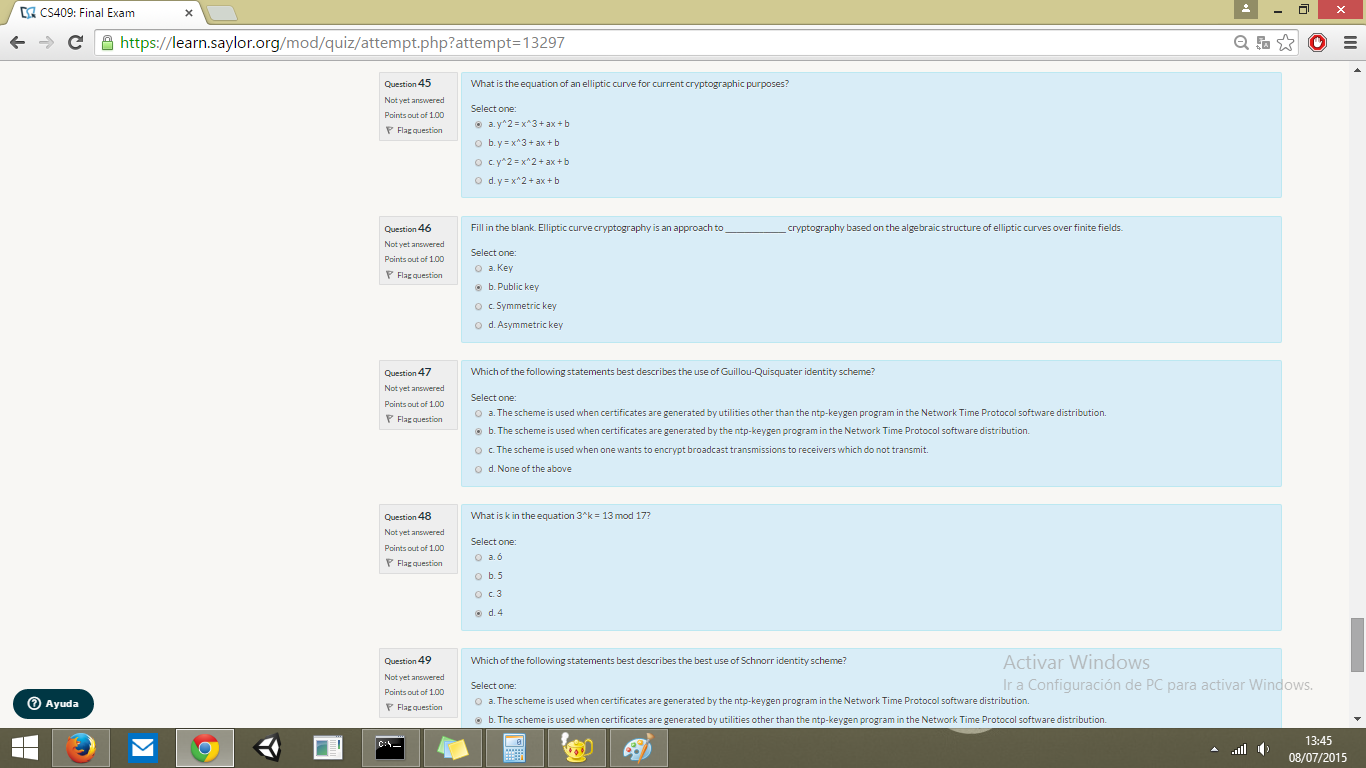 CS409: Final Exam
https://learn.saylor.org/mod/quiz/attempt.php?attempt=13297
Question 45
Not yet answered
Points out of 1.00
Flag question
What is the equation of an elliptic curve for current cryptographic purposes?
Select one:
a. y^2 = x^3 + ax + b
b. y = x^3 + ax + b
c. y^2 = x^2 + ax + b
d. y = x^2 + ax + b
Question 46
Not yet answered
Points out of 1.00
Flag question
Fill in the blank. Elliptic curve cryptography is an approach to ______________ cryptography based on the algebraic structure of elliptic curves over finite fields.
Select one:
a. Key
b. Public key
c. Symmetric key
d. Asymmetric key
Question 47
Not yet answered
Points out of 1.00
Flag question
Which of the following statements best describes the use of Guillou-Quisquater identity scheme?
Select one:
a. The scheme is used when certificates are generated by utilities other than the ntp-keygen program in the Network Time Protocol software distribution.
b. The scheme is used when certificates are generated by the ntp-keygen program in the Network Time Protocol software distribution.
c. The scheme is used when one wants to encrypt broadcast transmissions to receivers which do not transmit.
d. None of the above
Question 48
Not yet answered
Points out of 1.00
Flag question
What is k in the equation 3^k = 13 mod 17?
Select one:
a. 6
b. 5
c. 3
d. 4
Question 49
Not yet answered
Points out of 1.00
Flag question
Which of the following statements best describes the best use of Schnorr identity scheme?
Select one:
a. The scheme is used when certificates are generated by the ntp-keygen program in the Network Time Protocol software distribution.
b. The scheme is used when certificates are generated by utilities other than the ntp-keygen program in the Network Time Protocol software distribution.
Activar Windows
Ir a Configuración de PC para activar Windows.
Ayuda
C:\
13:45
08/07/2015